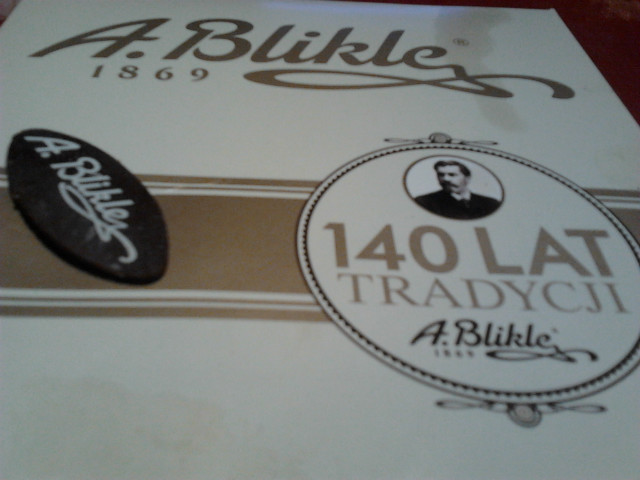 A. Blikle®
1869
A. Blikle
140 LAT
TRADYCJI
A. Blikle
1869